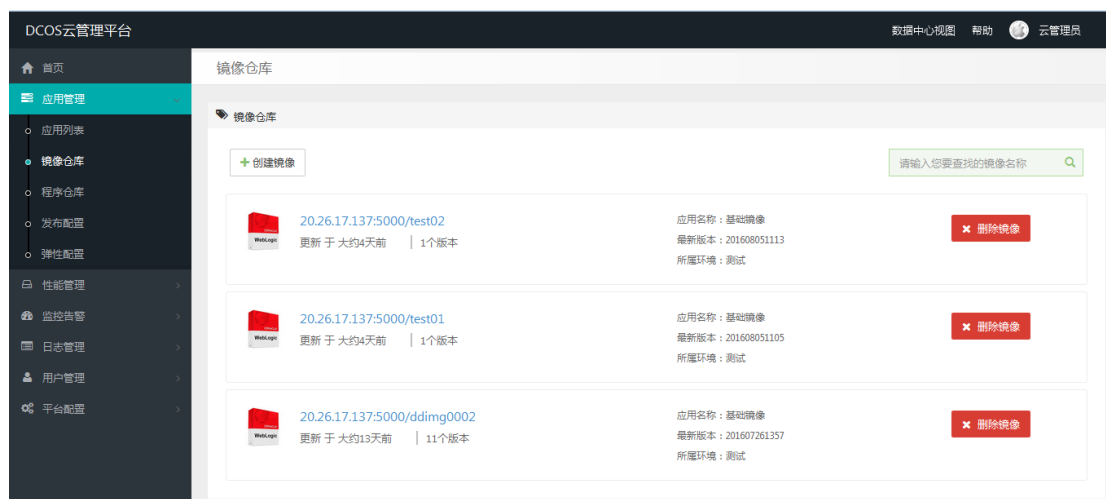 DCOS云管理平台
数据中心视图 帮助 云管理员
首页
应用管理
应用列表
镜像仓库
程序仓库
发布配置
弹性配置
性能管理
监控告警
日志管理
用户管理
平台配置
镜像仓库
镜像仓库
创建镜像
请输入您要查找的镜像名称
WebLogic
20.26.17.137:5000/test02
更新 于 大约4天前 | 1个版本
应用名称：基础镜像
最新版本：201608051113
所属环境：测试
删除镜像
WebLogic
20.26.17.137:5000/test01
更新 于 大约4天前 | 1个版本
应用名称：基础镜像
最新版本：201608051105
所属环境：测试
删除镜像
WebLogic
20.26.17.137:5000/ddimg0002
更新 于 大约13天前 | 11个版本
应用名称：基础镜像
最新版本：201607261357
所属环境：测试
删除镜像